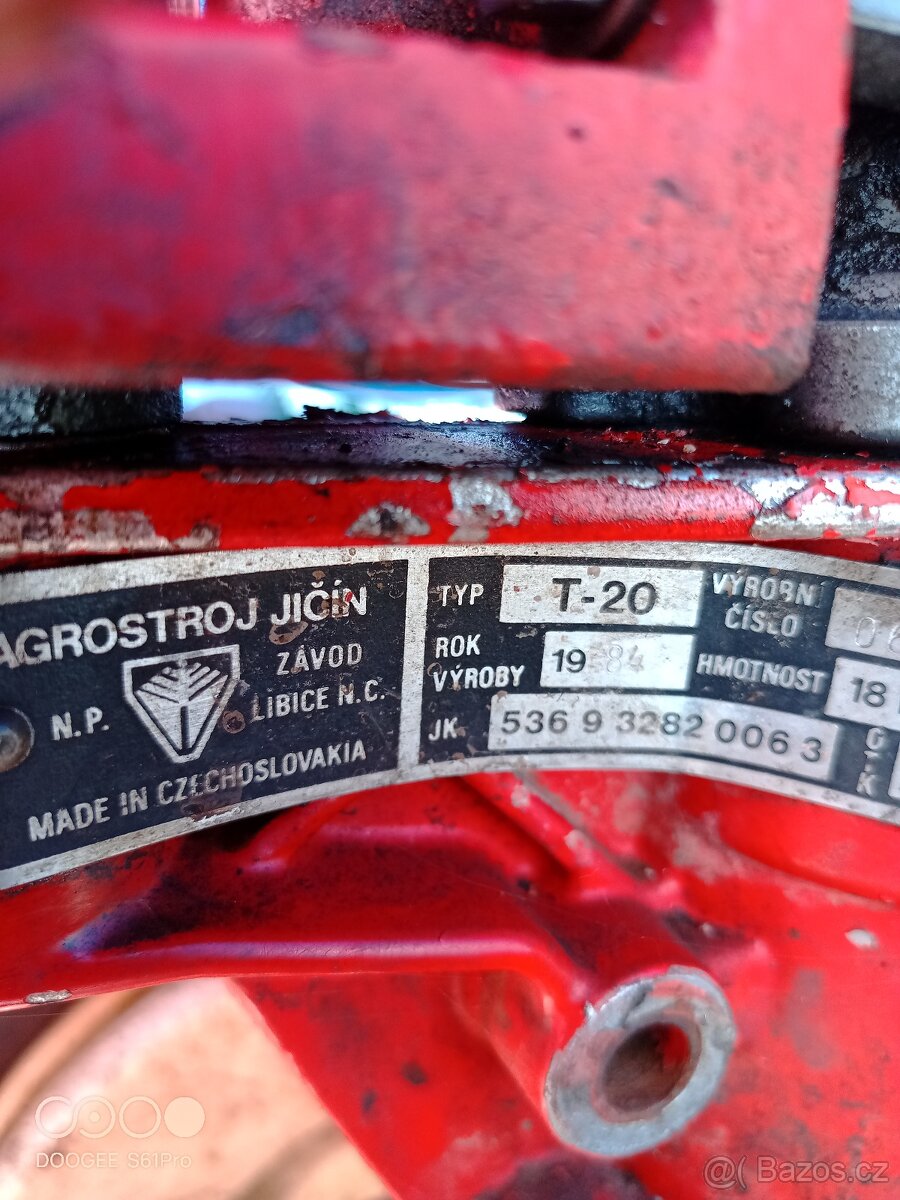 AGROSTROJ JIČÍN
N.P.
ZÁVOD
LIBICE N.C.
MADE IN CZECHOSLOVAKIA
TYP T-20
VÝROBNÍ ČÍSLO
ROK VÝROBY 1984
HMOTNOST 18
JK 536 9 3282 006 3
DOOGEE S61Pro
@ Bazos.cz